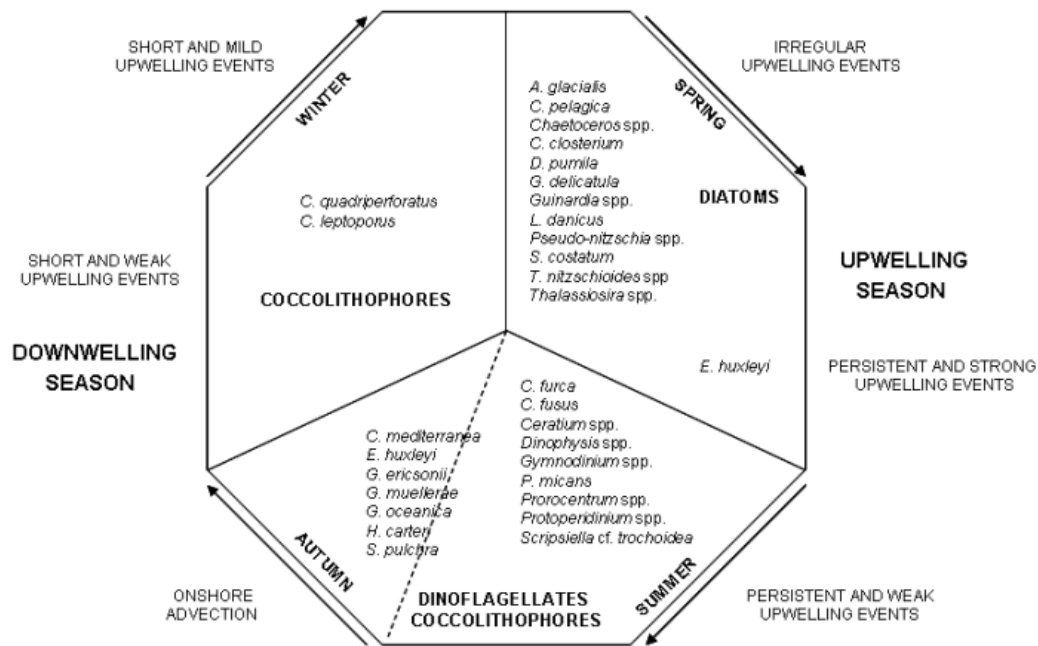 SHORT AND MILD
UPWELLING EVENTS
WINTER
IRREGULAR
UPWELLING EVENTS
SPRING
A. glacialis
C. pelagica
Chaetoceros spp.
C. closterium
D. pumila
G. delicatula
Guinardia spp.
L. danicus
Pseudo-nitzschia spp.
S. costatum
T. nitzschioides spp
Thalassiosira spp.
DIATOMS
C. quadriperforatus
C. leptoporus
COCCOLITHOPHORES
SHORT AND WEAK
UPWELLING EVENTS
DOWNWELLING
SEASON
UPWELLING
SEASON
E. huxleyi
PERSISTENT AND STRONG
UPWELLING EVENTS
C. furca
C. fusus
Ceratium spp.
Dinophysis spp.
Gymnodinium spp.
P. micans
Prorocentrum spp.
Protoperidinium spp.
Scripsiella cf. trochoidea
C. mediterranea
E. huxleyi
G. ericsonii
G. muellerae
G. oceanica
H. carteri
S. pulchra
AUTUMN
ONSHORE
ADVECTION
DINOFLAGELLATES
COCCOLITHOPHORES
SUMMER
PERSISTENT AND WEAK
UPWELLING EVENTS